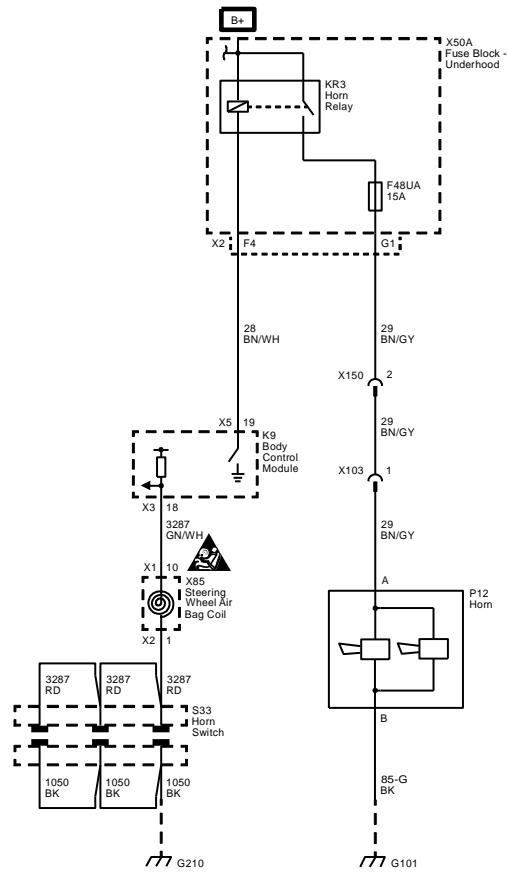 B+
X50A
Fuse Block -
Underhood
KR3
Horn
Relay
F48UA
15A
X2 F4 G1
28
BN/WH
29
BN/GY
X150 2
29
BN/GY
X5 19
K9
Body
Control
Module
X103 1
X3 18
3287
GN/WH
29
BN/GY
X1 10
X85
Steering
Wheel Air
Bag Coil
A
P12
Horn
X2 1
3287
RD
3287
RD
3287
RD
S33
Horn
Switch
B
1050
BK
1050
BK
1050
BK
85-G
BK
G210
G101